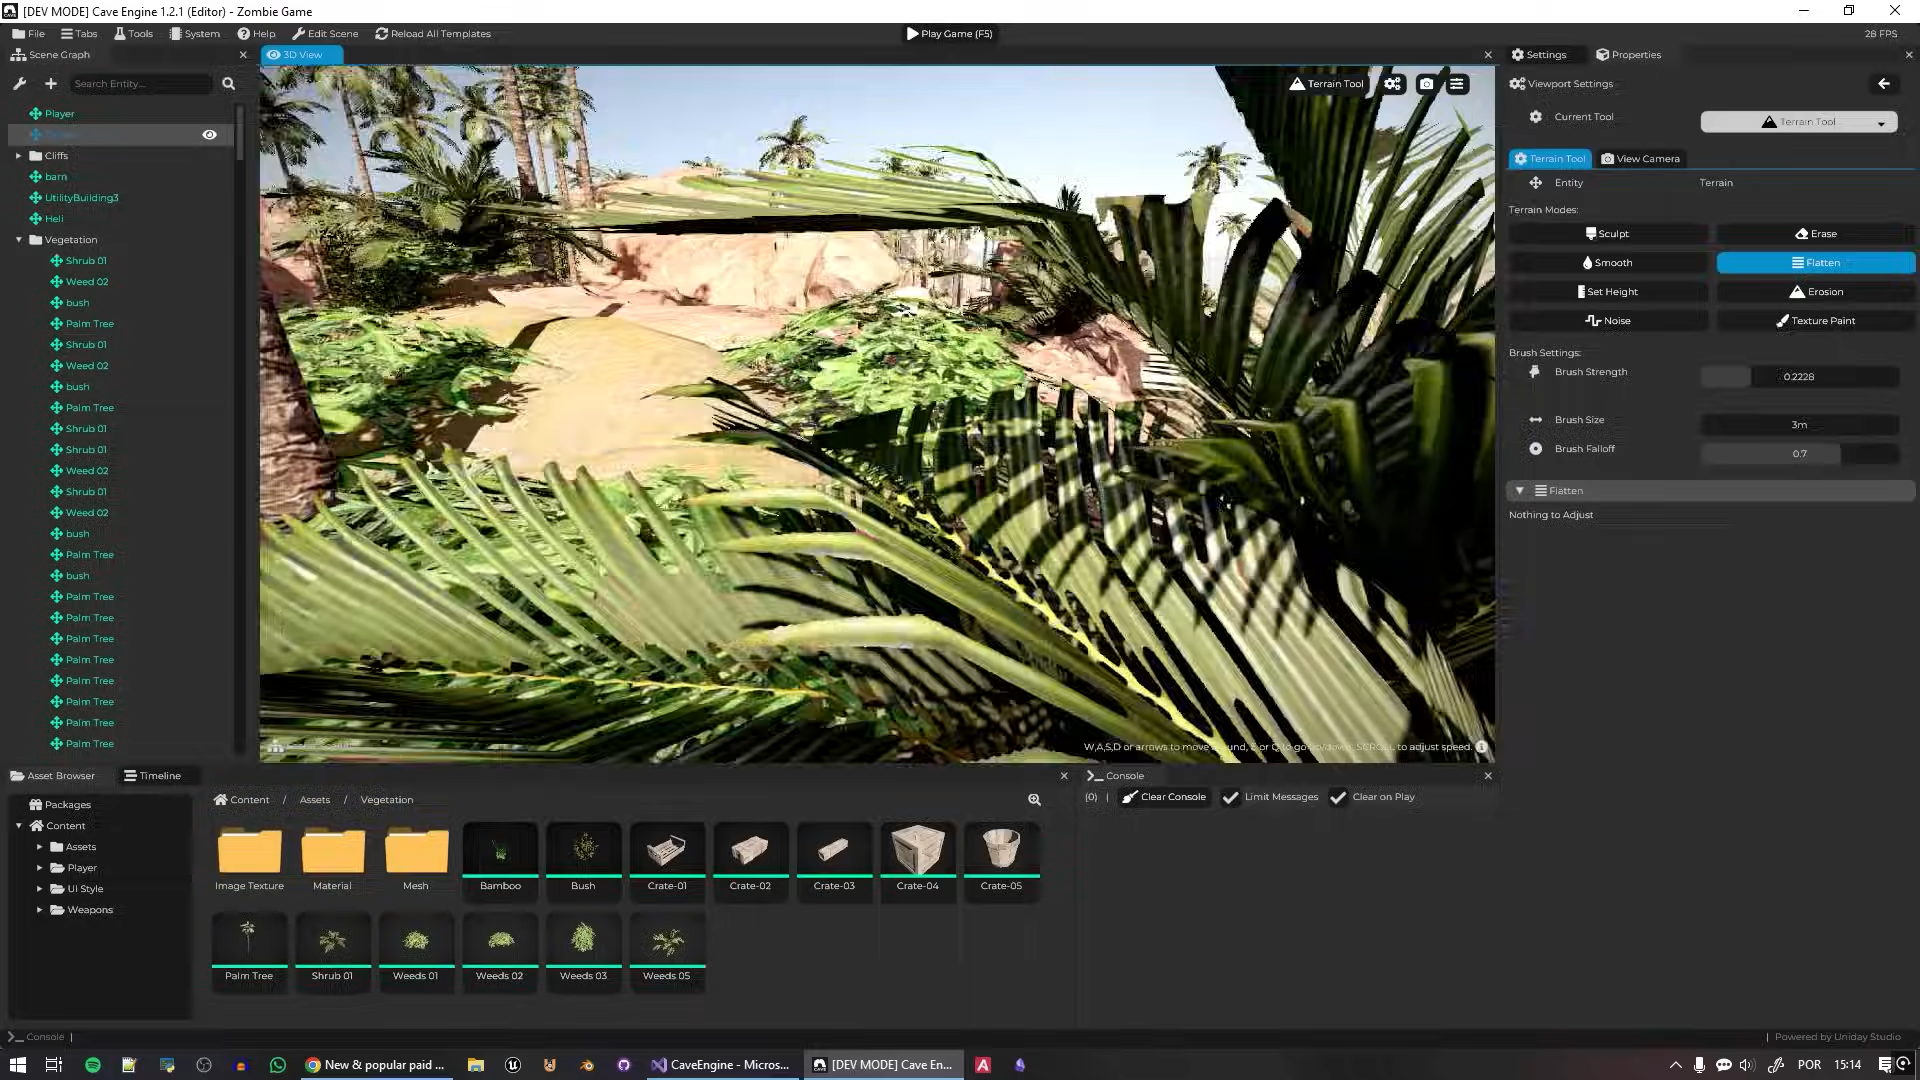 [DEV MODE] Cave Engine 1.2.1 (Editor) - Zombie Game
File Tabs Tools System Help Edit Scene Reload All Templates
Play Game (F5)
28 FPS
Scene Graph
3D View
Settings
Properties
Search Entity...
Terrain Tool
Viewport Settings
Current Tool
Terrain Tool
Terrain Tool
View Camera
Entity
Terrain
Terrain Modes:
Sculpt
Erase
Smooth
Flatten
Set Height
Erosion
Noise
Texture Paint
Brush Settings:
Brush Strength
0.2228
Brush Size
3m
Brush Falloff
0.7
Flatten
Nothing to Adjust
Player
Cliffs
barn
UtilityBuilding3
Heli
Vegetation
Shrub 01
Weed 02
bush
Palm Tree
Shrub 01
Weed 02
bush
Palm Tree
Shrub 01
Shrub 01
Weed 02
Shrub 01
Weed 02
bush
Palm Tree
bush
Palm Tree
Palm Tree
Palm Tree
Palm Tree
Palm Tree
Palm Tree
Palm Tree
Palm Tree
Asset Browser
Timeline
Packages
Content
Assets
Player
UI Style
Weapons
Content / Assets / Vegetation
Image Texture
Material
Mesh
Bamboo
Bush
Crate-01
Crate-02
Crate-03
Crate-04
Crate-05
Palm Tree
Shrub 01
Weeds 01
Weeds 02
Weeds 03
Weeds 05
Console
(0) | Clear Console
Limit Messages
Clear on Play
Console |
| Powered by Uniday Studio
New & popular paid ...
CaveEngine - Micros...
[DEV MODE] Cave En...
POR
15:14